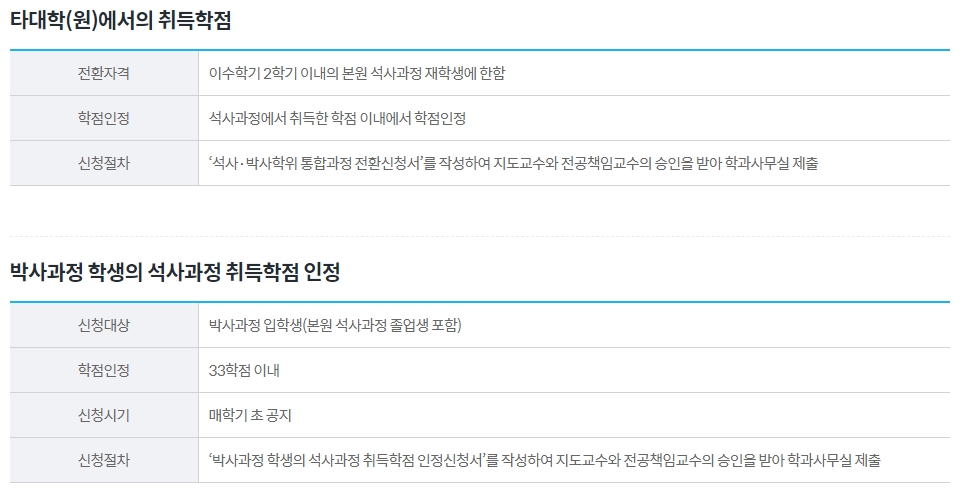 타대학(원)에서의 취득학점
전환자격 이수학기 2학기 이내의 본원 석사과정 재학생에 한함
학점인정 석사과정에서 취득한 학점 이내에서 학점인정
신청절차 ‘석사·박사학위 통합과정 전환신청서’를 작성하여 지도교수와 전공책임교수의 승인을 받아 학과사무실 제출
박사과정 학생의 석사과정 취득학점 인정
신청대상 박사과정 입학생(본원 석사과정 졸업생 포함)
학점인정 33학점 이내
신청시기 매학기 초 공지
신청절차 ‘박사과정 학생의 석사과정 취득학점 인정신청서’를 작성하여 지도교수와 전공책임교수의 승인을 받아 학과사무실 제출